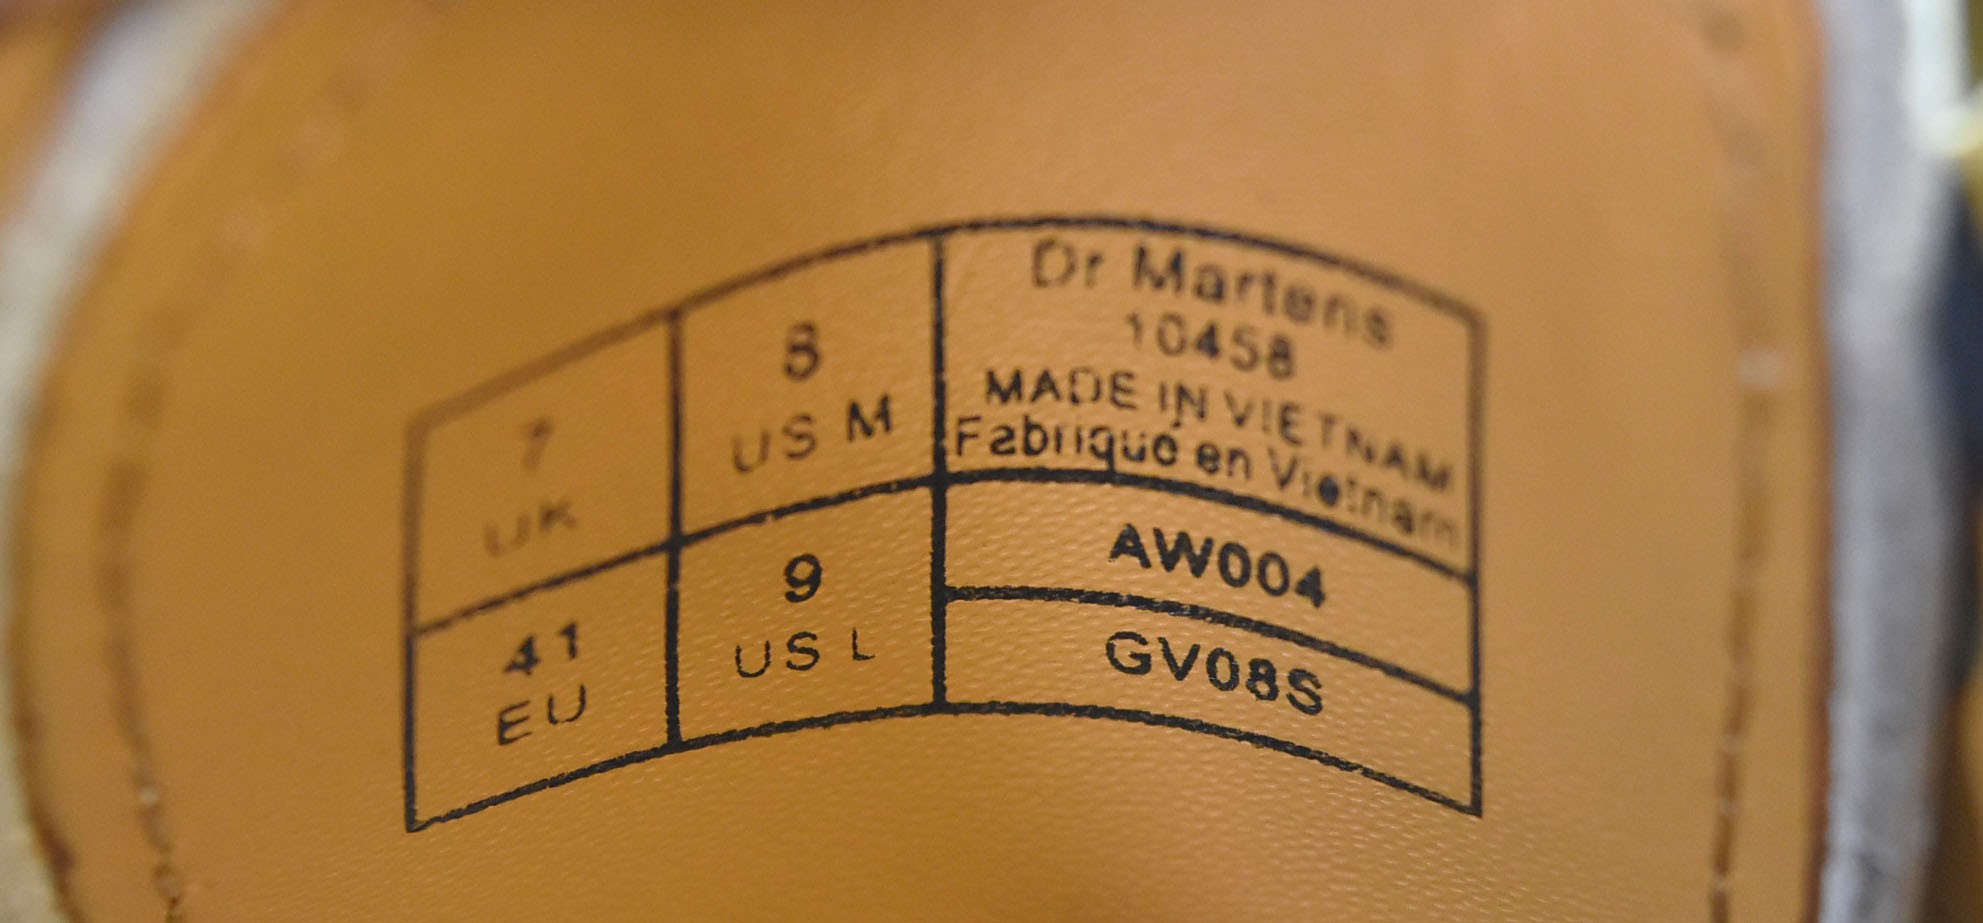 7
UK
8
US M
41
EU
9
US L
Dr Martens
10458
MADE IN VIETNAM
Fabriqué en Vietnam
AW004
GV08S